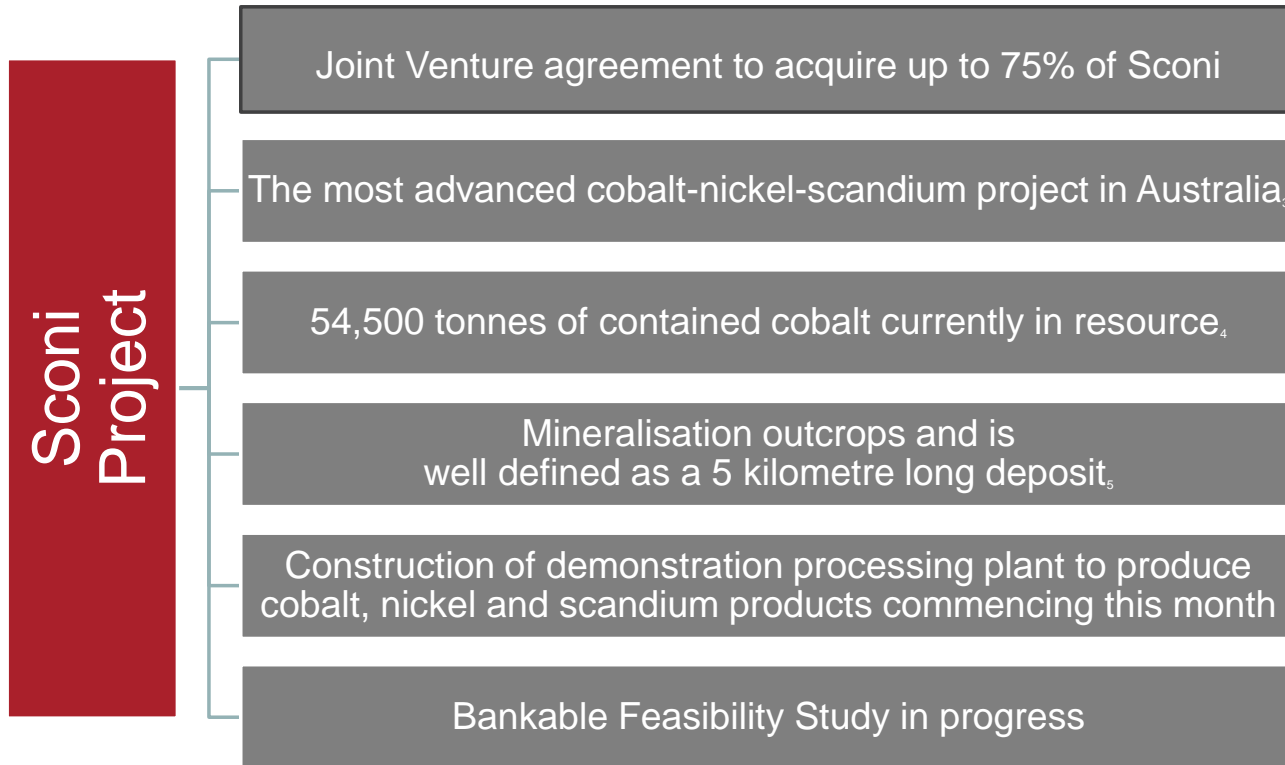 Sconi
Project
Joint Venture agreement to acquire up to 75% of Sconi
The most advanced cobalt-nickel-scandium project in Australia
54,500 tonnes of contained cobalt currently in resource4
Mineralisation outcrops and is
well defined as a 5 kilometre long deposit5
Construction of demonstration processing plant to produce
cobalt, nickel and scandium products commencing this month
Bankable Feasibility Study in progress